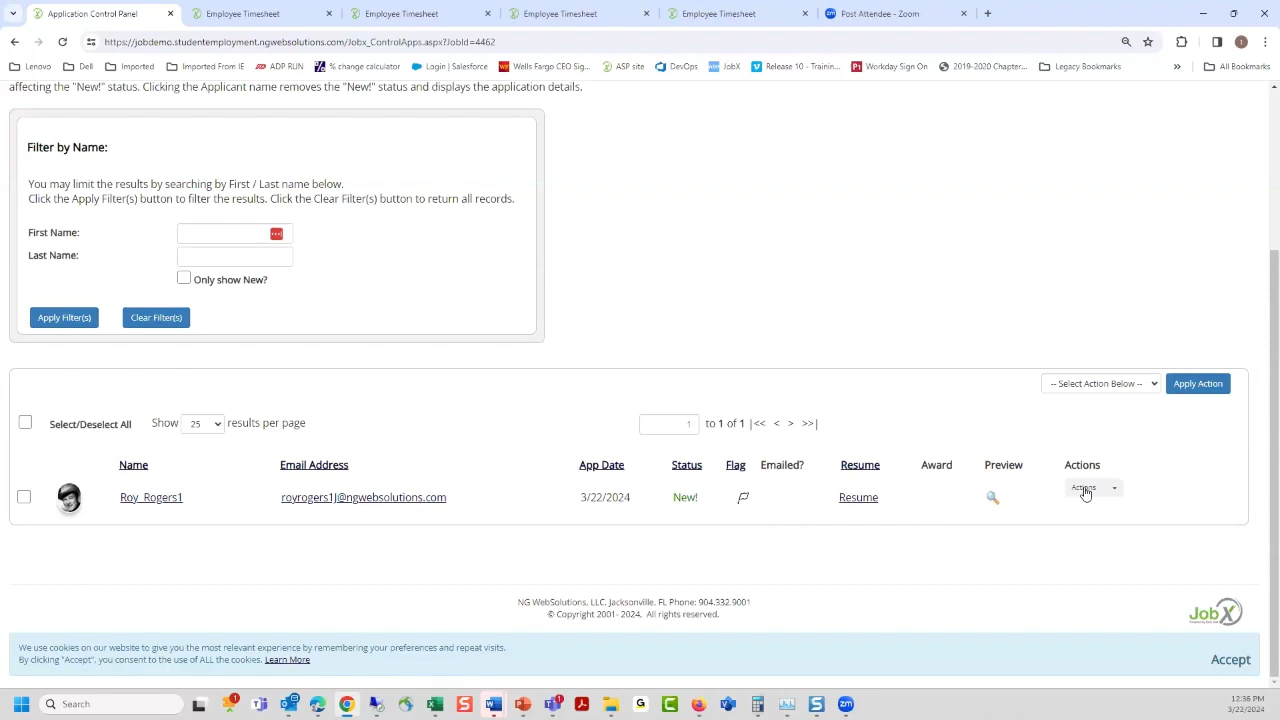 Application Control Panel
Employee Timesheet
Employee Timesheet
Employee Timesheet
Employee Timesheet
Post Attendee - Zoom
https://jobdemo.studentemployment.ngwebsolutions.com/Jobx_ControlApps.aspx?JobId=4462
Lenovo
Dell
Imported
Imported From IE
ADP RUN
% change calculator
Login | Salesforce
Wells Fargo CEO Sig...
ASP site
DevOps
JobX
Release 10 - Trainin...
Workday Sign On
2019-2020 Chapter...
Legacy Bookmarks
»
All Bookmarks
affecting the "New!" status. Clicking the Applicant name removes the "New!" status and displays the application details.
Filter by Name:
You may limit the results by searching by First / Last name below.
Click the Apply Filter(s) button to filter the results. Click the Clear Filter(s) button to return all records.
First Name:
Last Name:
Only show New?
Apply Filter(s)
Clear Filter(s)
-- Select Action Below --
Apply Action
Select/Deselect All
Show 25 results per page
1 to 1 of 1 |<< < > >>|
Name Email Address App Date Status Flag Emailed? Resume Award Preview Actions
Roy_Rogers1 royrogers1J@ngwebsolutions.com 3/22/2024 New! Resume Actions
NG WebSolutions, LLC, Jacksonville, FL Phone: 904.332.9001
© Copyright 2001- 2024. All rights reserved.
JobX
We use cookies on our website to give you the most relevant experience by remembering your preferences and repeat visits.
By clicking "Accept", you consent to the use of ALL the cookies. Learn More
Accept
Search
12:36 PM
3/22/2024